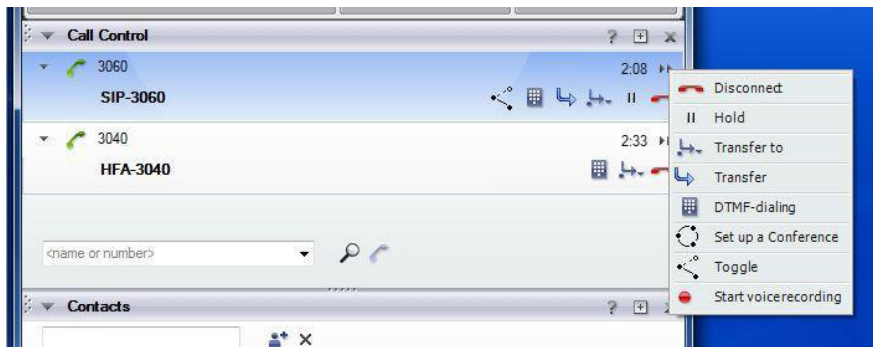 Call Control ?
3060 2:08
SIP-3060
3040 2:33
HFA-3040
<name or number>
Contacts ?
Disconnect
Hold
Transfer to
Transfer
DTMF-dialing
Set up a Conference
Toggle
Start voicerecording